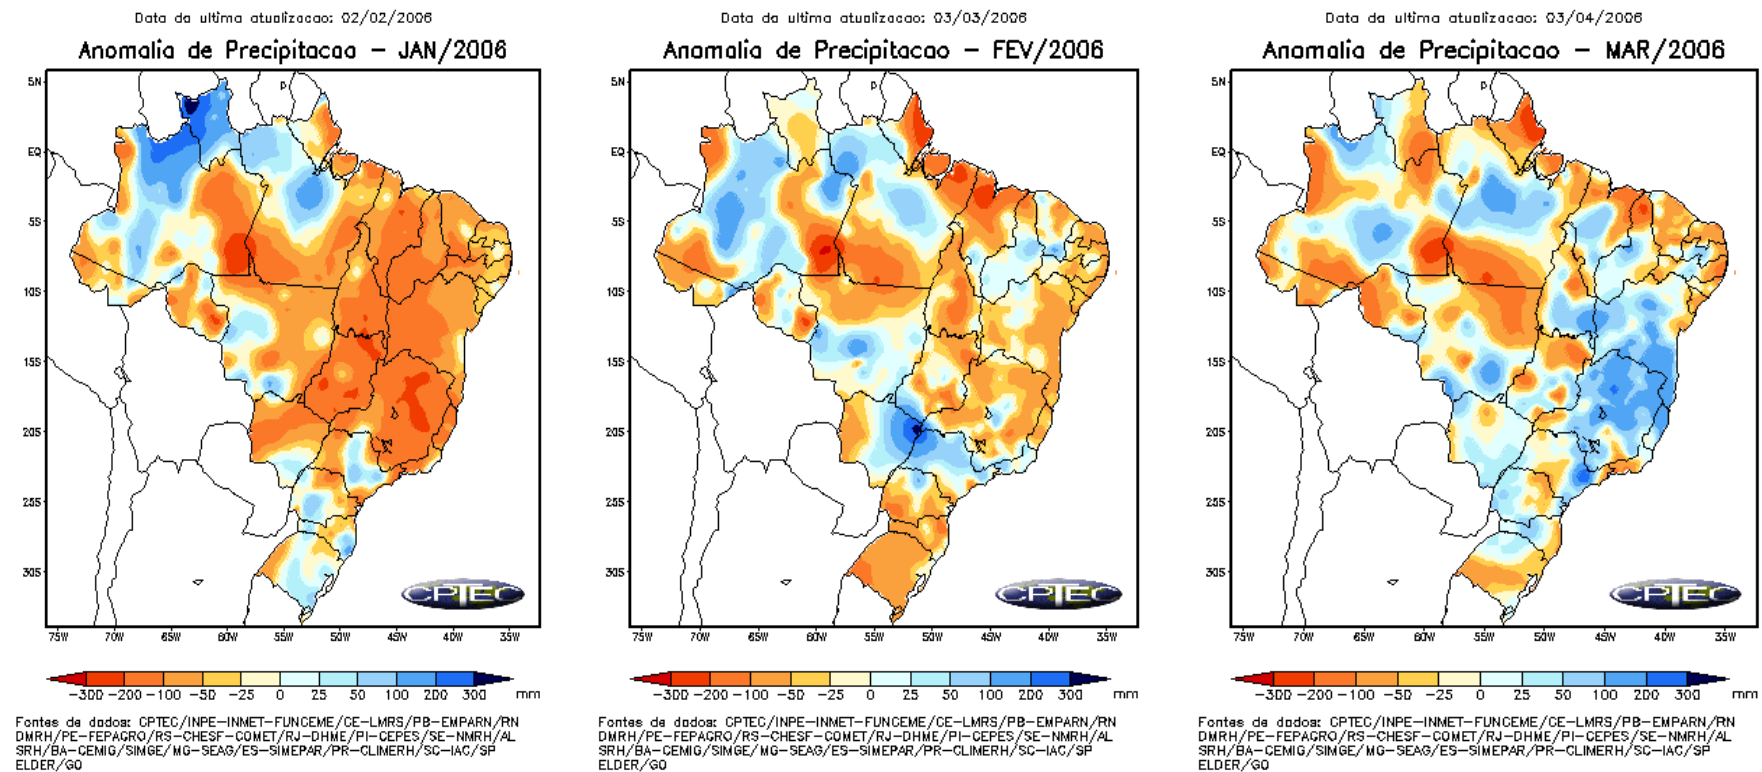 Data da ultima atualizacao: 02/02/2006
Anomalia de Precipitacao – JAN/2006
5N
EQ
5S
10S
15S
20S
25S
30S
75W 70W 65W 60W 55W 50W 45W 40W 35W
CPTEC
-300 -200 -100 -50 -25 0 25 50 100 200 300 mm
Fontes de dados: CPTEC/INPE-INMET-FUNCEME/CE-LMRS/PB-EMPARN/RN
DMRH/PE-FEPAGRO/RS-CHESF-COMET/RJ-DHME/PI-CEPES/SE-NMRH/AL
SRH/BA-CEMIG/SIMGE/MG-SEAG/ES-SIMEPAR/PR-CLIMERH/SC-IAC/SP
ELDER/GO
Data da ultima atualizacao: 03/03/2006
Anomalia de Precipitacao – FEV/2006
5N
EQ
5S
10S
15S
20S
25S
30S
75W 70W 65W 60W 55W 50W 45W 40W 35W
CPTEC
-300 -200 -100 -50 -25 0 25 50 100 200 300 mm
Fontes de dados: CPTEC/INPE-INMET-FUNCEME/CE-LMRS/PB-EMPARN/RN
DMRH/PE-FEPAGRO/RS-CHESF-COMET/RJ-DHME/PI-CEPES/SE-NMRH/AL
SRH/BA-CEMIG/SIMGE/MG-SEAG/ES-SIMEPAR/PR-CLIMERH/SC-IAC/SP
ELDER/GO
Data da ultima atualizacao: 03/04/2006
Anomalia de Precipitacao – MAR/2006
5N
EQ
5S
10S
15S
20S
25S
30S
75W 70W 65W 60W 55W 50W 45W 40W 35W
CPTEC
-300 -200 -100 -50 -25 0 25 50 100 200 300 mm
Fontes de dados: CPTEC/INPE-INMET-FUNCEME/CE-LMRS/PB-EMPARN/RN
DMRH/PE-FEPAGRO/RS-CHESF-COMET/RJ-DHME/PI-CEPES/SE-NMRH/AL
SRH/BA-CEMIG/SIMGE/MG-SEAG/ES-SIMEPAR/PR-CLIMERH/SC-IAC/SP
ELDER/GO